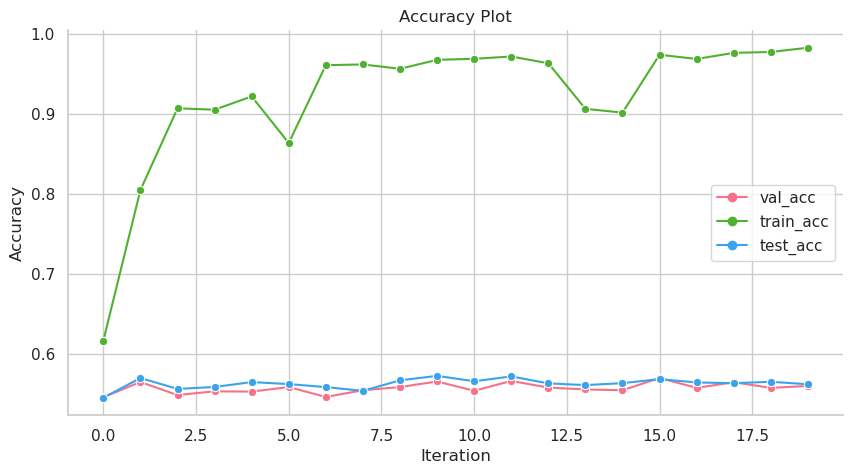 Accuracy Plot
1.0
0.9
0.8
0.7
0.6
Accuracy
val_acc
train_acc
test_acc
0.0 2.5 5.0 7.5 10.0 12.5 15.0 17.5
Iteration